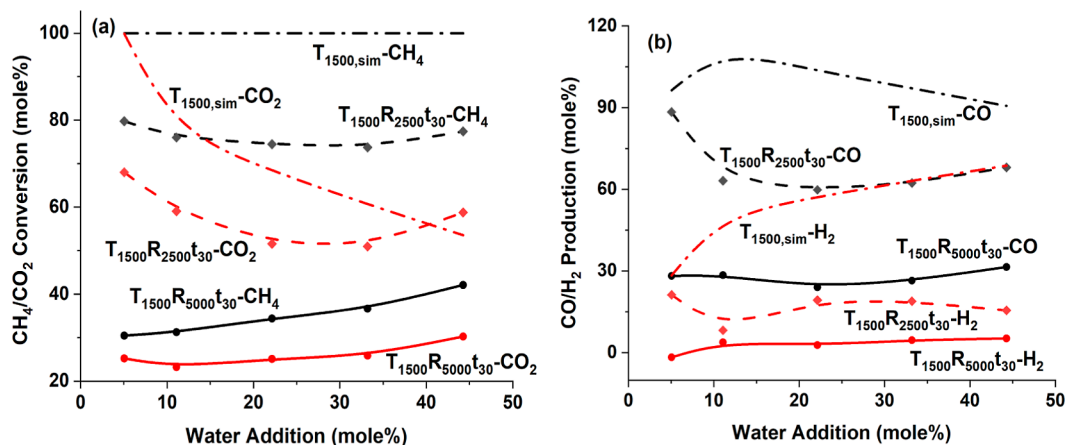 (a)
CH₄/CO₂ Conversion (mole%)
100
80
60
40
20
T₁₅₀₀,sim-CH₄
T₁₅₀₀,sim-CO₂
T₁₅₀₀R₂₅₀₀t₃₀-CH₄
T₁₅₀₀R₂₅₀₀t₃₀-CO₂
T₁₅₀₀R₅₀₀₀t₃₀-CH₄
T₁₅₀₀R₅₀₀₀t₃₀-CO₂
0 10 20 30 40 50
Water Addition (mole%)
(b)
CO/H₂ Production (mole%)
120
90
60
30
0
T₁₅₀₀,sim-CO
T₁₅₀₀R₂₅₀₀t₃₀-CO
T₁₅₀₀,sim-H₂
T₁₅₀₀R₅₀₀₀t₃₀-CO
T₁₅₀₀R₂₅₀₀t₃₀-H₂
T₁₅₀₀R₅₀₀₀t₃₀-H₂
0 10 20 30 40 50
Water Addition (mole%)